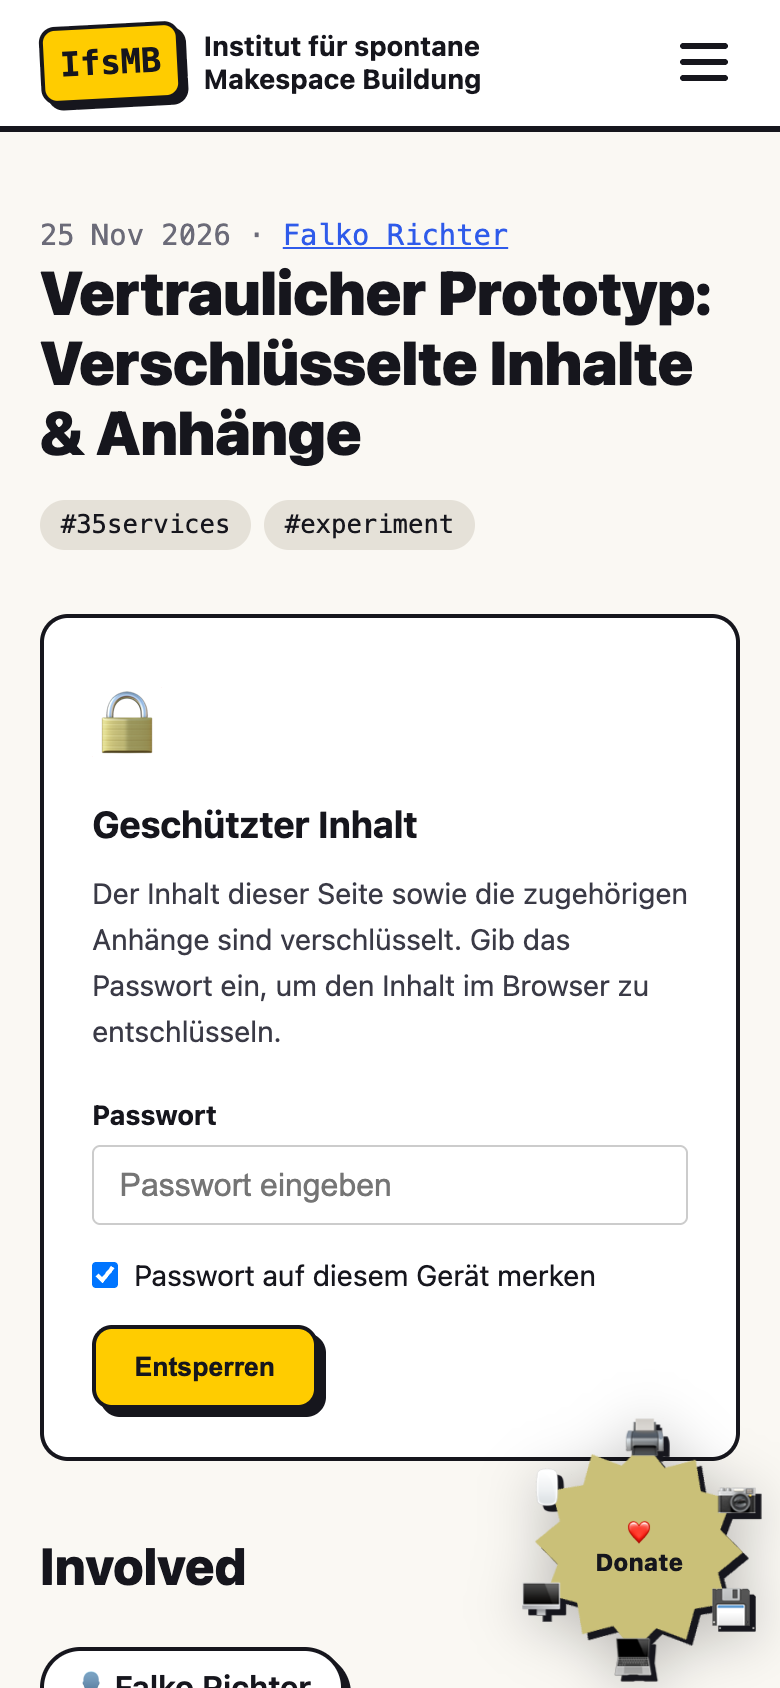 IfsMB
Institut für spontane
Makespace Buildung
25 Nov 2026 · Falko Richter
Vertraulicher Prototyp:
Verschlüsselte Inhalte
& Anhänge
#35services #experiment
Geschützter Inhalt
Der Inhalt dieser Seite sowie die zugehörigen
Anhänge sind verschlüsselt. Gib das
Passwort ein, um den Inhalt im Browser zu
entschlüsseln.
Passwort
Passwort eingeben
Passwort auf diesem Gerät merken
Entsperren
Donate
Involved
Falko Richter